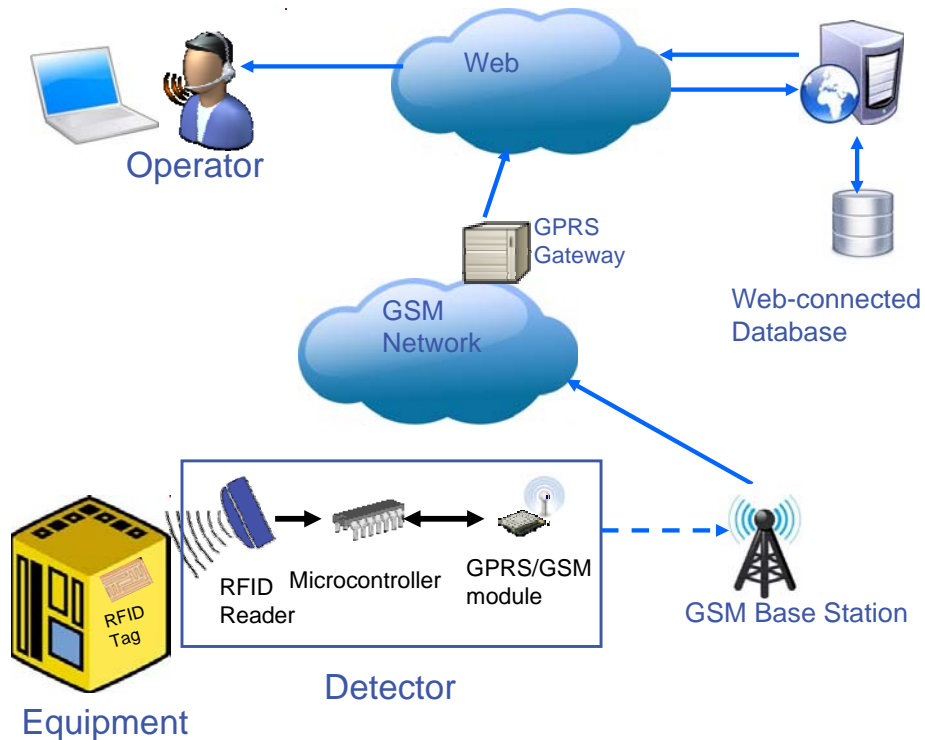 Web
Operator
GPRS
Gateway
Web-connected
Database
GSM
Network
RFID
Reader
Microcontroller
GPRS/GSM
module
RFID
Tag
GSM Base Station
Detector
Equipment